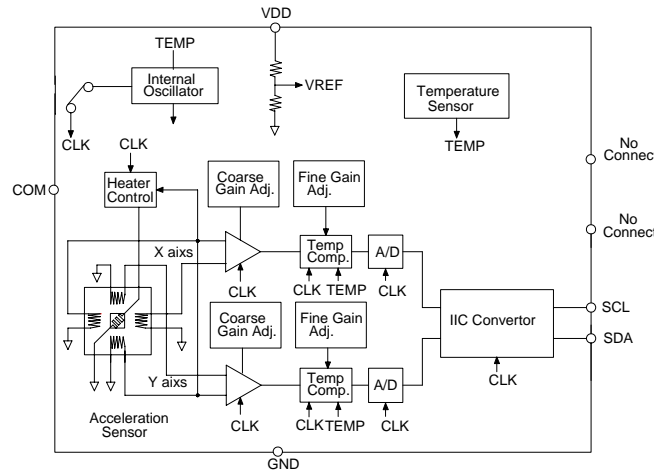 VDD
TEMP
Internal
Oscillator
VREF
Temperature
Sensor
TEMP
CLK
CLK
No
Connect
COM
Heater
Control
Coarse
Gain Adj.
Fine Gain
Adj.
No
Connect
X aixs
Temp
Comp.
A/D
CLK
CLK
TEMP
CLK
Coarse
Gain Adj.
Fine Gain
Adj.
IIC Convertor
SCL
SDA
CLK
Y aixs
Temp
Comp.
A/D
CLK
CLK
TEMP
CLK
Acceleration
Sensor
GND